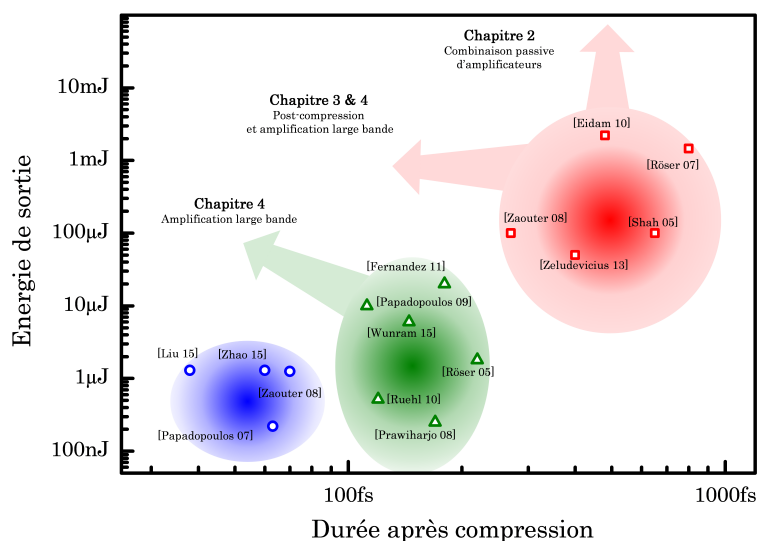 Chapitre 2
Combinaison passive
d'amplificateurs
10mJ
Chapitre 3 & 4
Post-compression
et amplification large bande
[Eidam 10]
1mJ
[Röser 07]
Chapitre 4
Amplification large bande
[Zaouter 08]
[Shah 05]
100µJ
[Fernandez 11]
[Zeludevicius 13]
[Papadopoulos 09]
10µJ
[Wunram 15]
[Liu 15]
[Zhao 15]
1µJ
[Röser 05]
[Zaouter 08]
[Ruehl 10]
[Papadopoulos 07]
[Prawiharjo 08]
100nJ
Energie de sortie
100fs
1000fs
Durée après compression